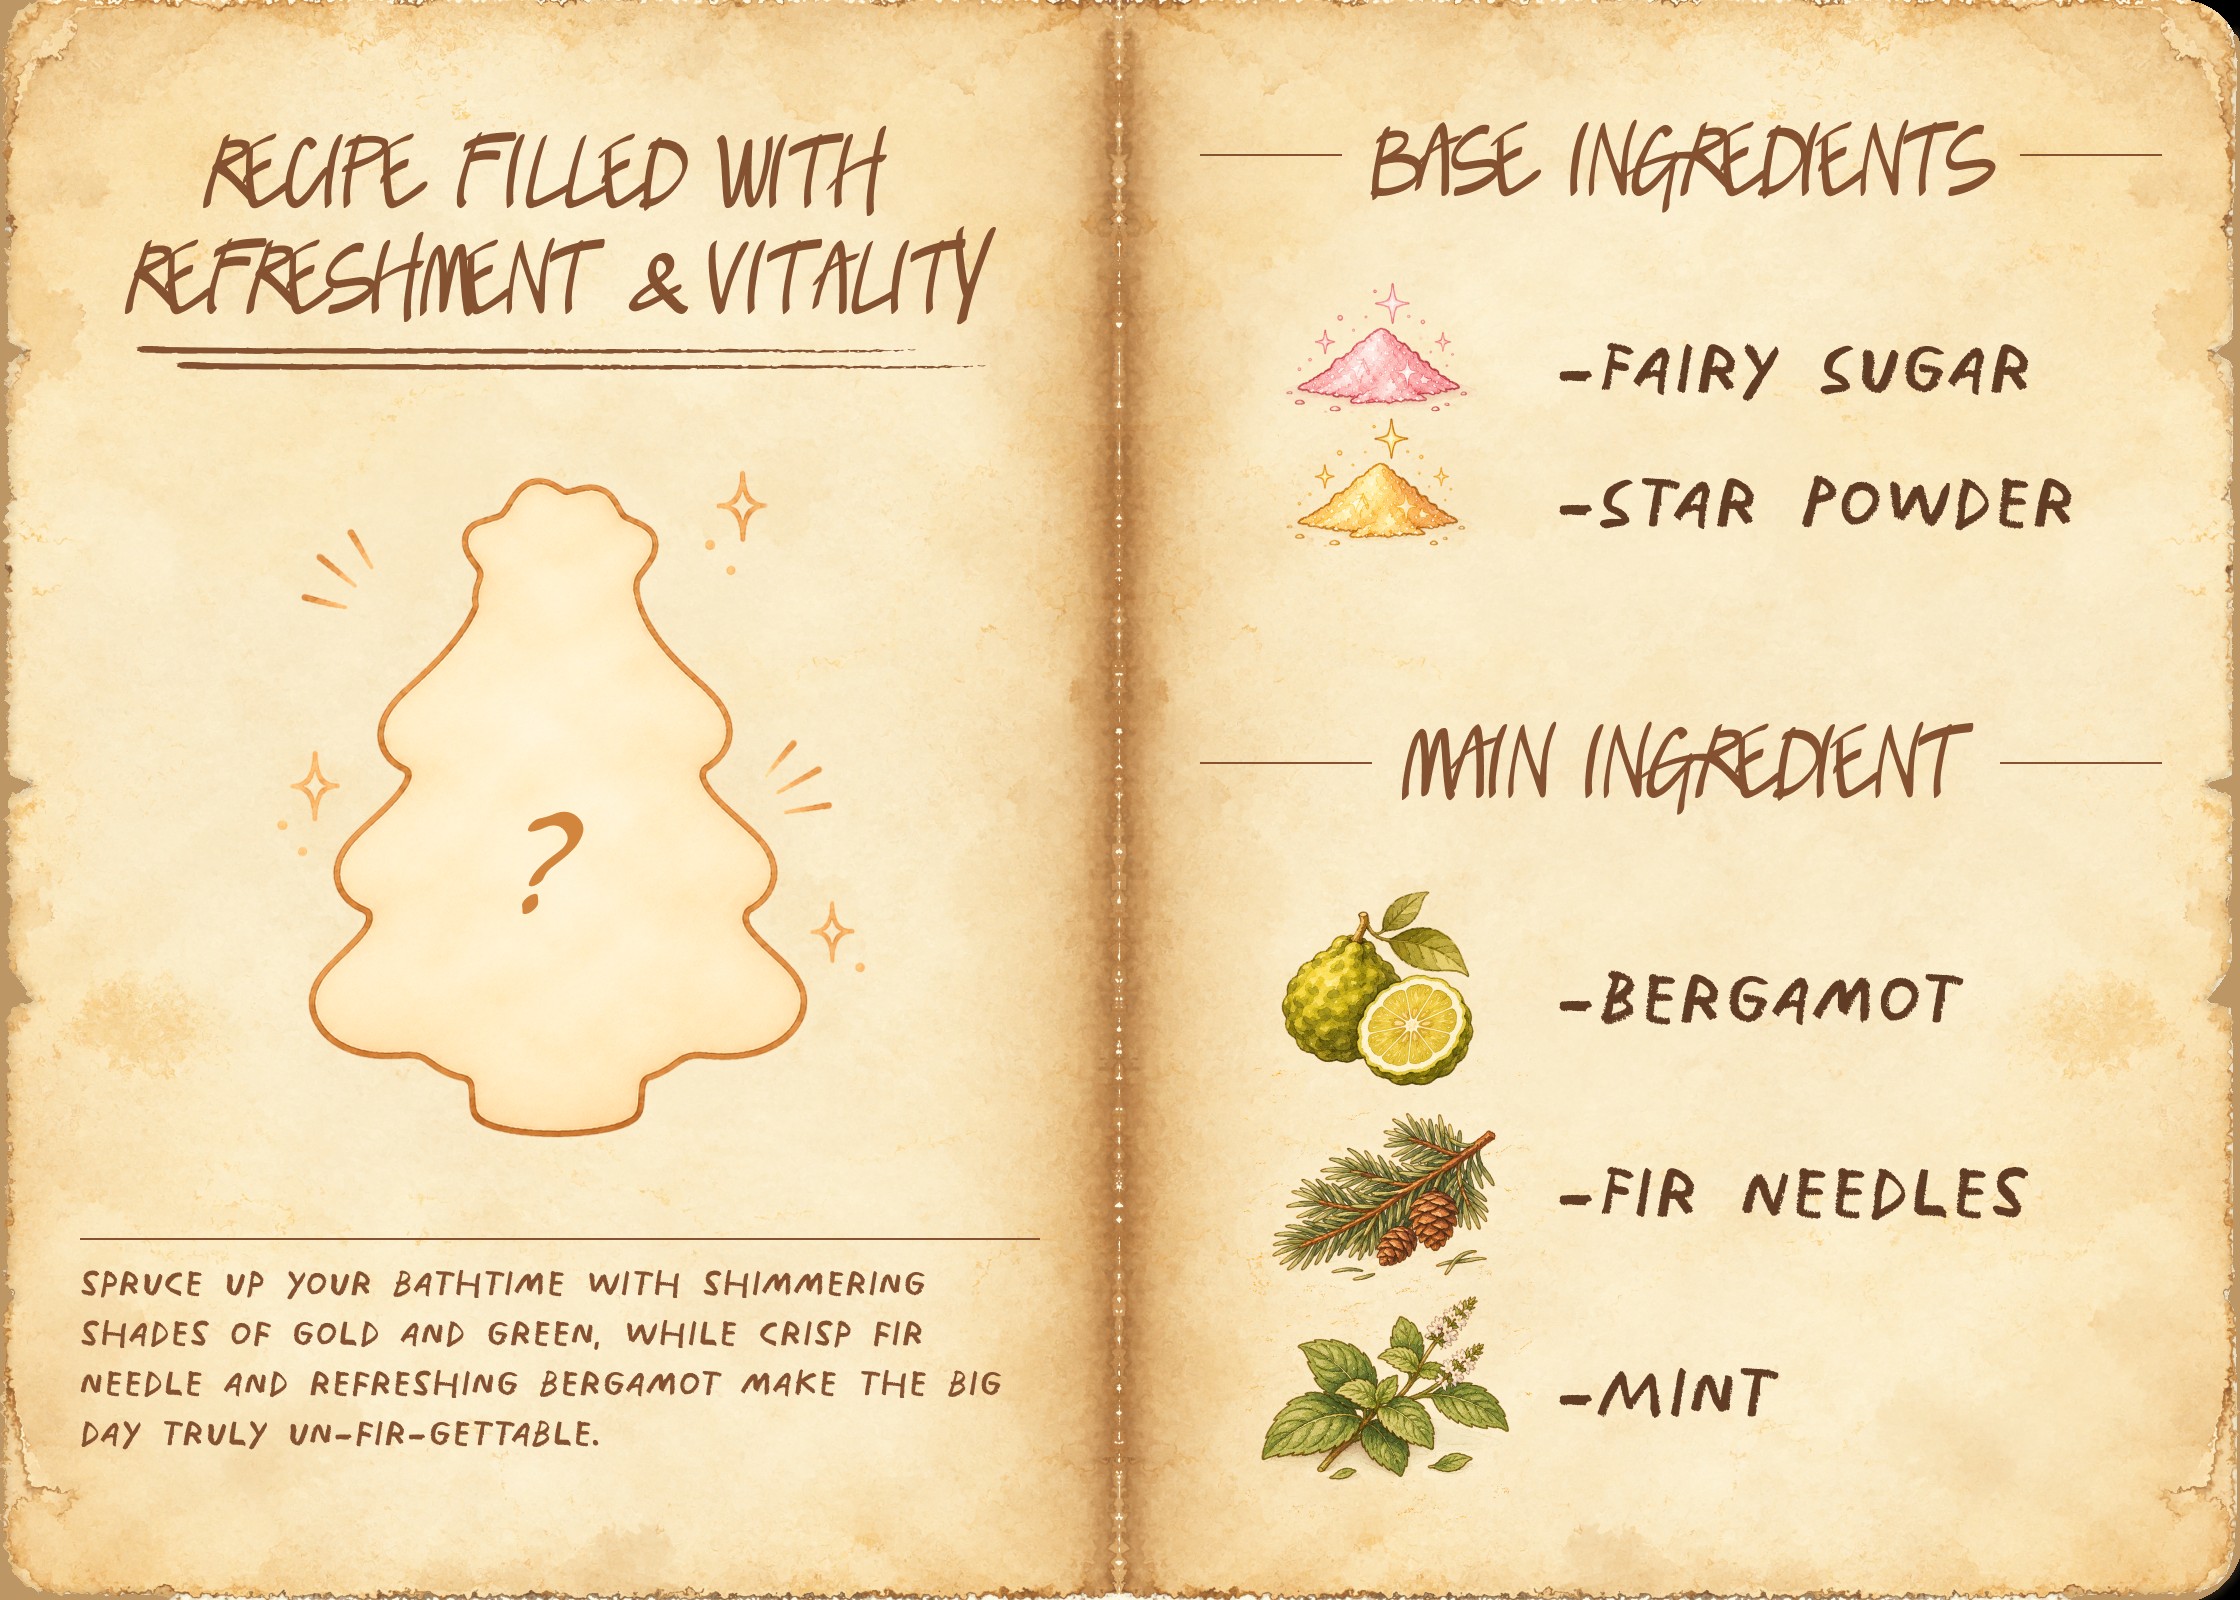 RECIPE FILLED WITH
REFRESHMENT & VITALITY
?
SPRUCE UP YOUR BATHTIME WITH SHIMMERING
SHADES OF GOLD AND GREEN, WHILE CRISP FIR
NEEDLE AND REFRESHING BERGAMOT MAKE THE BIG
DAY TRULY UN-FIR-GETTABLE.
BASE INGREDIENTS
-FAIRY SUGAR
-STAR POWDER
MAIN INGREDIENT
-BERGAMOT
-FIR NEEDLES
-MINT